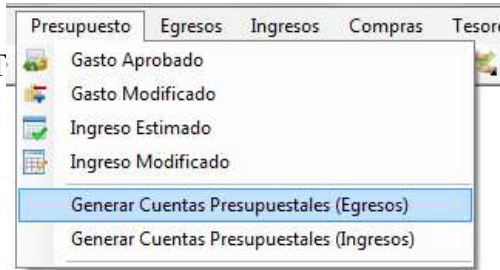 Presupuesto Egresos Ingresos Compras Tesor
Gasto Aprobado
Gasto Modificado
Ingreso Estimado
Ingreso Modificado
Generar Cuentas Presupuestales (Egresos)
Generar Cuentas Presupuestales (Ingresos)